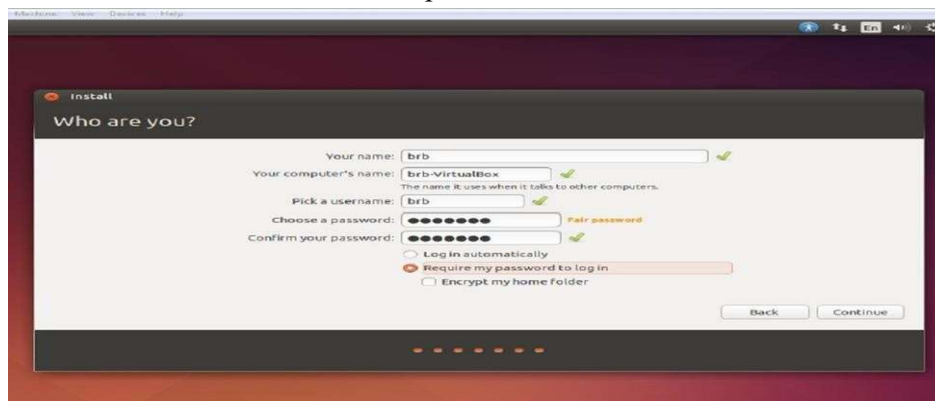 Machine View Devices Help
En
Install
Who are you?
Your name: brb
Your computer's name: brb-VirtualBox
The name it uses when it talks to other computers.
Pick a username: brb
Choose a password: ●●●●●●● Fair password
Confirm your password: ●●●●●●●
Log in automatically
Require my password to log in
Encrypt my home folder
Back Continue